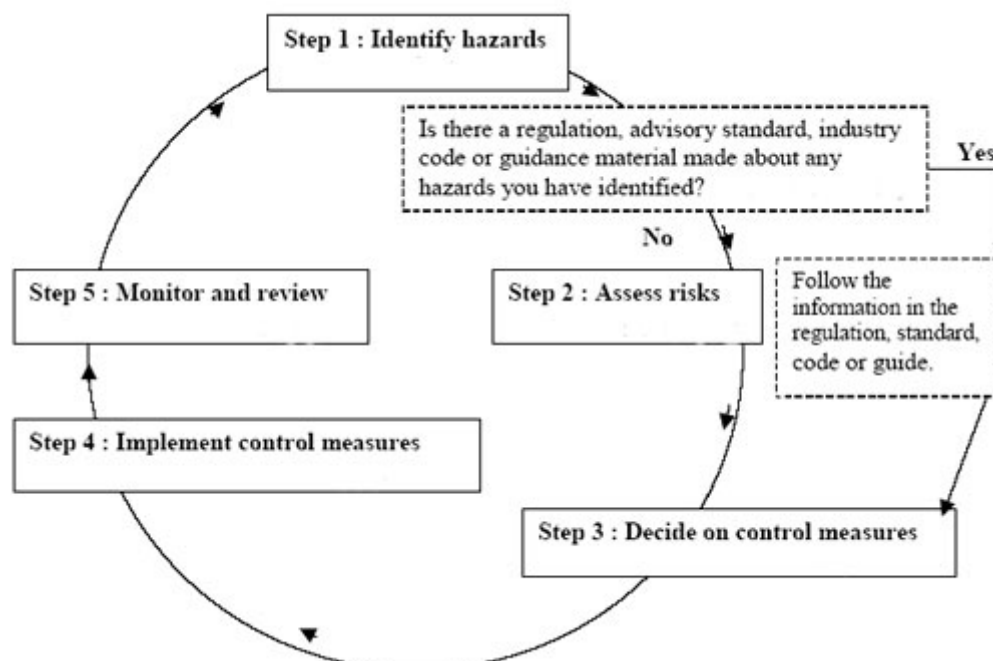 Step 1 : Identify hazards
Is there a regulation, advisory standard, industry
code or guidance material made about any
hazards you have identified?
Yes
No
Step 2 : Assess risks
Follow the
information in the
regulation, standard,
code or guide.
Step 3 : Decide on control measures
Step 4 : Implement control measures
Step 5 : Monitor and review